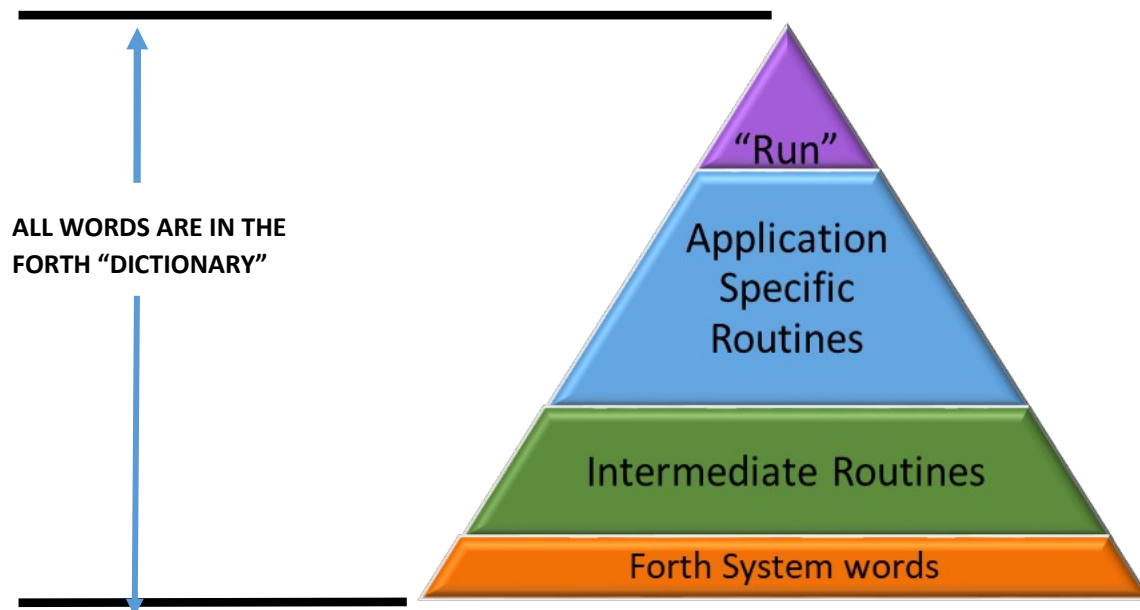 ALL WORDS ARE IN THE
FORTH “DICTIONARY”
“Run”
Application
Specific
Routines
Intermediate Routines
Forth System words